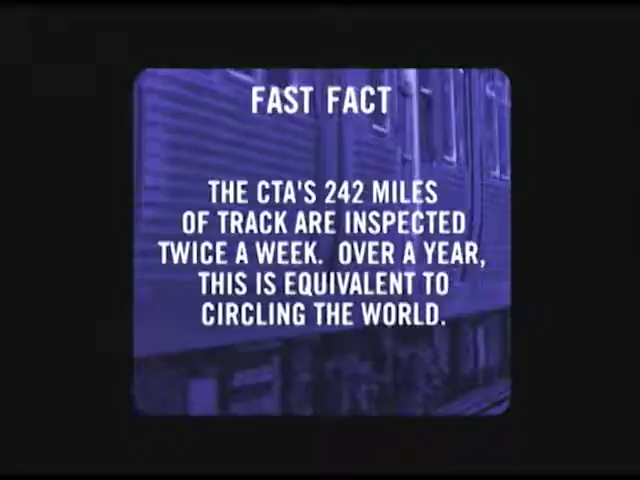 FAST FACT
THE CTA'S 242 MILES
OF TRACK ARE INSPECTED
TWICE A WEEK. OVER A YEAR,
THIS IS EQUIVALENT TO
CIRCLING THE WORLD.